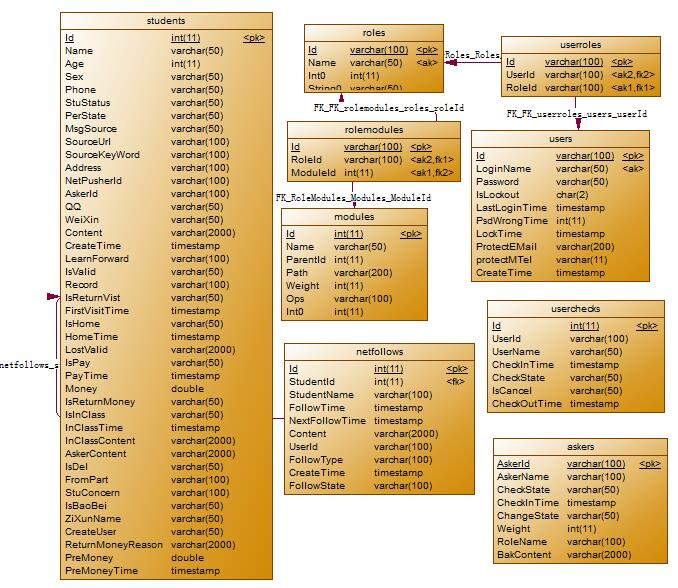 students
Id int(11) <pk>
Name varchar(50)
Age int(11)
Sex varchar(50)
Phone varchar(50)
StuStatus varchar(50)
PerState varchar(50)
MsgSource varchar(50)
SourceUrl varchar(100)
SourceKeyWord varchar(100)
Address varchar(100)
NetPusherId varchar(100)
AskerId varchar(100)
QQ varchar(50)
WeiXin varchar(50)
Content varchar(2000)
CreateTime timestamp
LearnForward varchar(100)
IsValid varchar(50)
Record varchar(100)
IsReturnVist varchar(50)
FirstVisitTime timestamp
IsHome varchar(50)
HomeTime timestamp
LostValid varchar(2000)
IsPay varchar(50)
PayTime timestamp
Money double
IsReturnMoney varchar(50)
IsInClass varchar(50)
InClassTime timestamp
InClassContent varchar(2000)
AskerContent varchar(2000)
IsDel varchar(50)
FromPart varchar(100)
StuConcern varchar(100)
IsBaoBei varchar(50)
ZiXunName varchar(50)
CreateUser varchar(50)
ReturnMoneyReason varchar(2000)
PreMoney double
PreMoneyTime timestamp
netfollows_s
roles
Id varchar(100) <pk>
Name varchar(50) <ak>
Int0 int(11)
String0 varchar(50)
Roles_Roles_
userroles
Id varchar(100) <pk>
UserId varchar(100) <ak2,fk2>
RoleId varchar(100) <ak1,fk1>
FK_FK_rolemodules_roles_roleId
FK_FK_userroles_users_userId
rolemodules
Id varchar(100) <pk>
RoleId varchar(100) <ak2,fk1>
ModuleId int(11) <ak1,fk2>
FK_RoleModules_Modules_ModuleId
users
Id varchar(100) <pk>
LoginName varchar(50) <ak>
Password varchar(50)
IsLockout char(2)
LastLoginTime timestamp
PsdWrongTime int(11)
LockTime timestamp
ProtectEMail varchar(200)
protectMTel varchar(11)
CreateTime timestamp
modules
Id int(11) <pk>
Name varchar(50)
ParentId int(11)
Path varchar(200)
Weight int(11)
Ops varchar(100)
Int0 int(11)
userchecks
Id int(11) <pk>
UserId varchar(100)
UserName varchar(50)
CheckInTime timestamp
CheckState varchar(50)
IsCancel varchar(50)
CheckOutTime timestamp
netfollows
Id int(11) <pk>
StudentId int(11) <fk>
StudentName varchar(100)
FollowTime timestamp
NextFollowTime timestamp
Content varchar(2000)
UserId varchar(100)
FollowType varchar(100)
CreateTime timestamp
FollowState varchar(100)
askers
AskerId varchar(100) <pk>
AskerName varchar(100)
CheckState varchar(50)
CheckInTime timestamp
ChangeState varchar(50)
Weight int(11)
RoleName varchar(100)
BakContent varchar(2000)